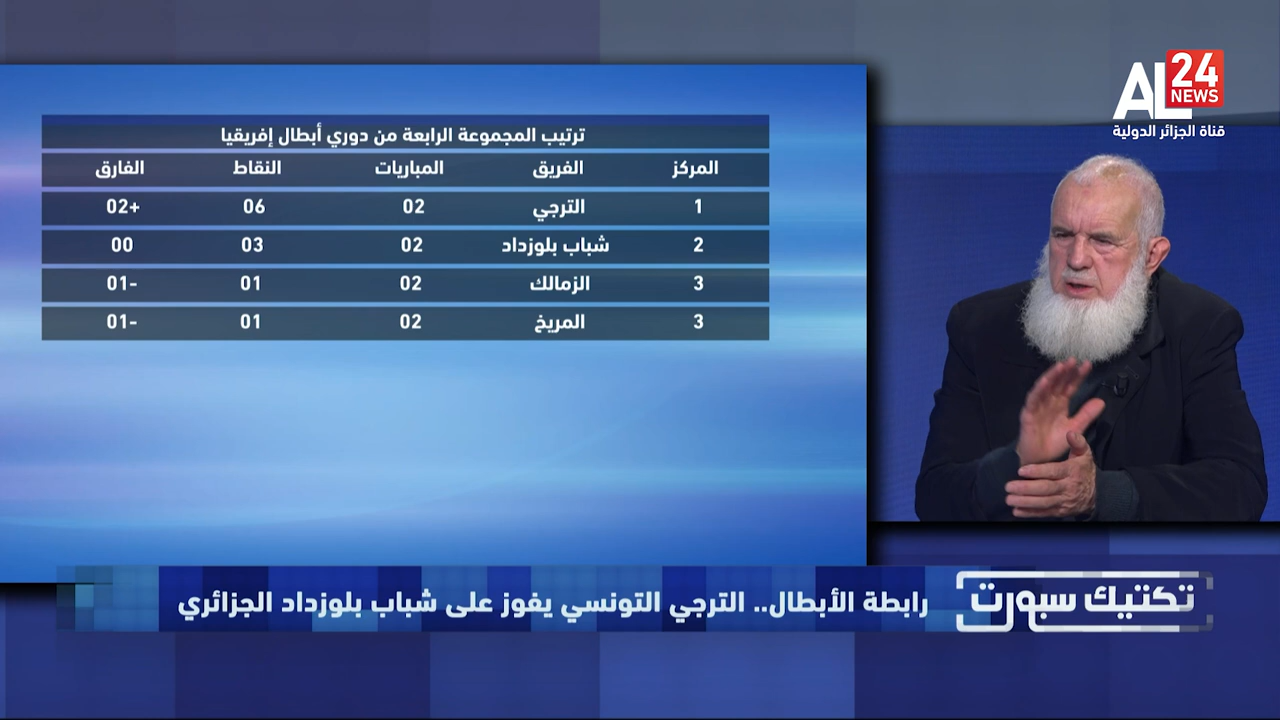 AL 24 NEWS
قناة الجزائر الدولية
ترتيب المجموعة الرابعة من دوري أبطال إفريقيا
المركز الفريق المباريات النقاط الفارق
1 الترجي 02 06 +02
2 شباب بلوزداد 02 03 00
3 الزمالك 02 01 -01
3 المريخ 02 01 -01
تكتيك سبورت
رابطة الأبطال.. الترجي التونسي يفوز على شباب بلوزداد الجزائري